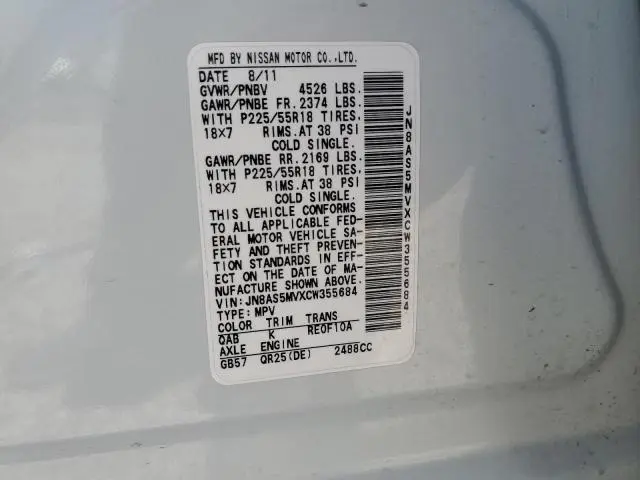 MFD BY NISSAN MOTOR CO.,LTD.
DATE 8/11
GVWR/PNBV 4526 LBS.
GAWR/PNBE FR. 2374 LBS.
WITH P225/55R18 TIRES,
18×7 RIMS.AT 38 PSI
COLD SINGLE.
GAWR/PNBE RR. 2169 LBS.
WITH P225/55R18 TIRES,
18×7 RIMS.AT 38 PSI
COLD SINGLE.
THIS VEHICLE CONFORMS
TO ALL APPLICABLE FED-
ERAL MOTOR VEHICLE SA-
FETY AND THEFT PREVEN-
TION STANDARDS IN EFF-
ECT ON THE DATE OF MA-
NUFACTURE SHOWN ABOVE.
VIN: JN8AS5MVXCW355684
TYPE: MPV
COLOR TRIM TRANS
QAB K RE0F10A
AXLE ENGINE
GB57 QR25(DE) 2488CC
JN8AS5MVXCW355684